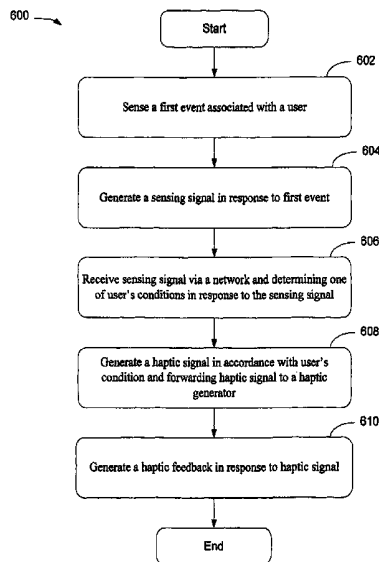 600
Start
602
Sense a first event associated with a user
604
Generate a sensing signal in response to first event
606
Receive sensing signal via a network and determining one
of user's conditions in response to the sensing signal
608
Generate a haptic signal in accordance with user's
condition and forwarding haptic signal to a haptic
generator
610
Generate a haptic feedback in response to haptic signal
End